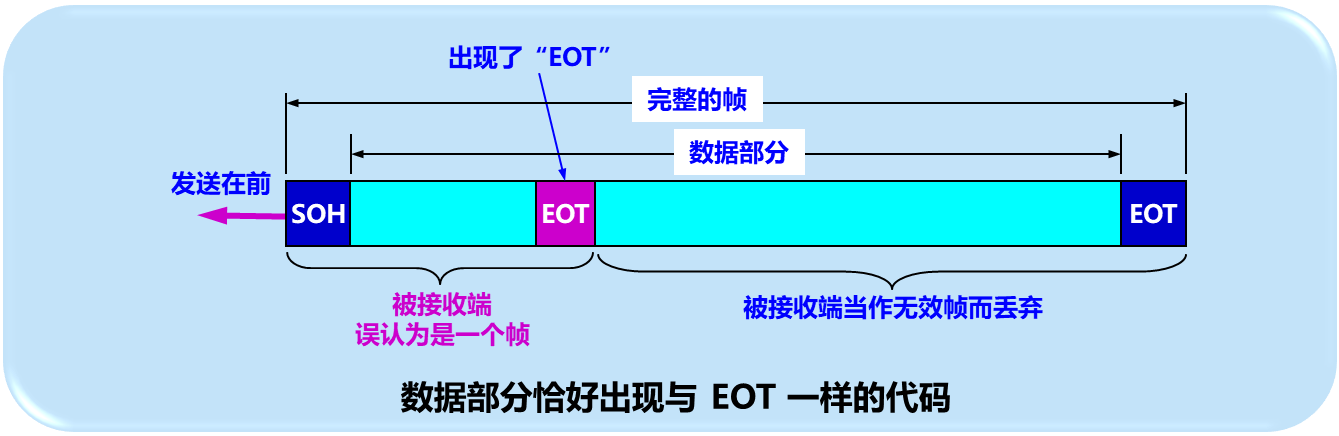 出现了“EOT”
完整的帧
数据部分
发送在前
SOH
EOT
EOT
被接收端
误认为是一个帧
被接收端当作无效帧而丢弃
数据部分恰好出现与 EOT 一样的代码